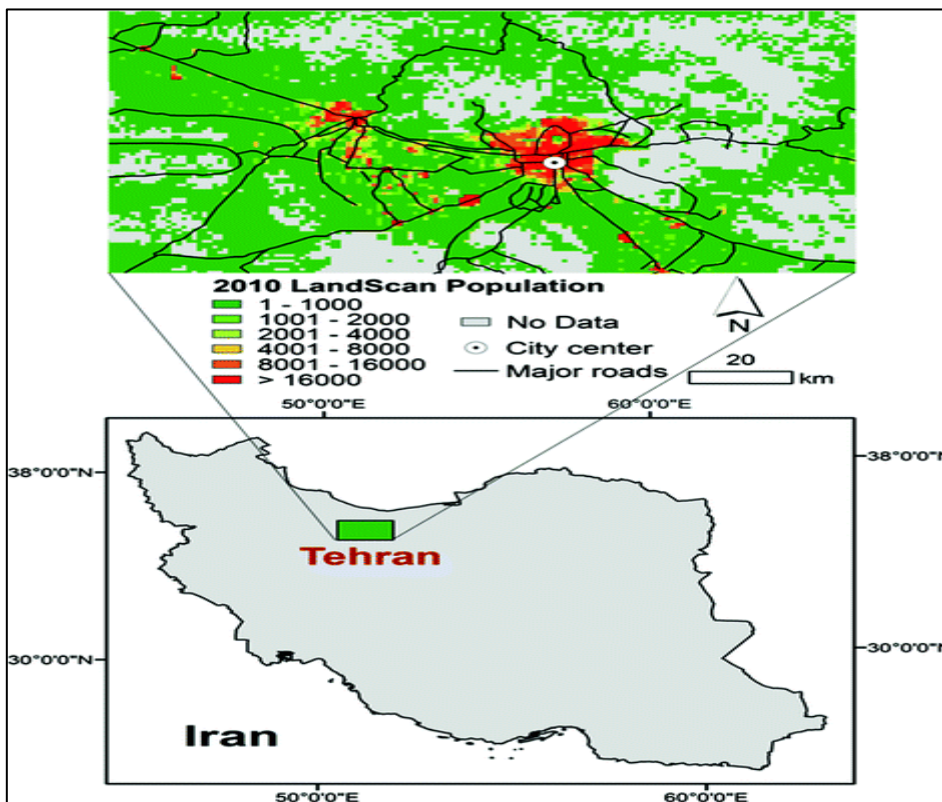 2010 LandScan Population
1 - 1000
1001 - 2000
2001 - 4000
4001 - 8000
8001 - 16000
> 16000
No Data
City center
Major roads
N
20
km
50°0'0"E
60°0'0"E
38°0'0"N
38°0'0"N
Tehran
30°0'0"N
30°0'0"N
Iran
50°0'0"E
60°0'0"E